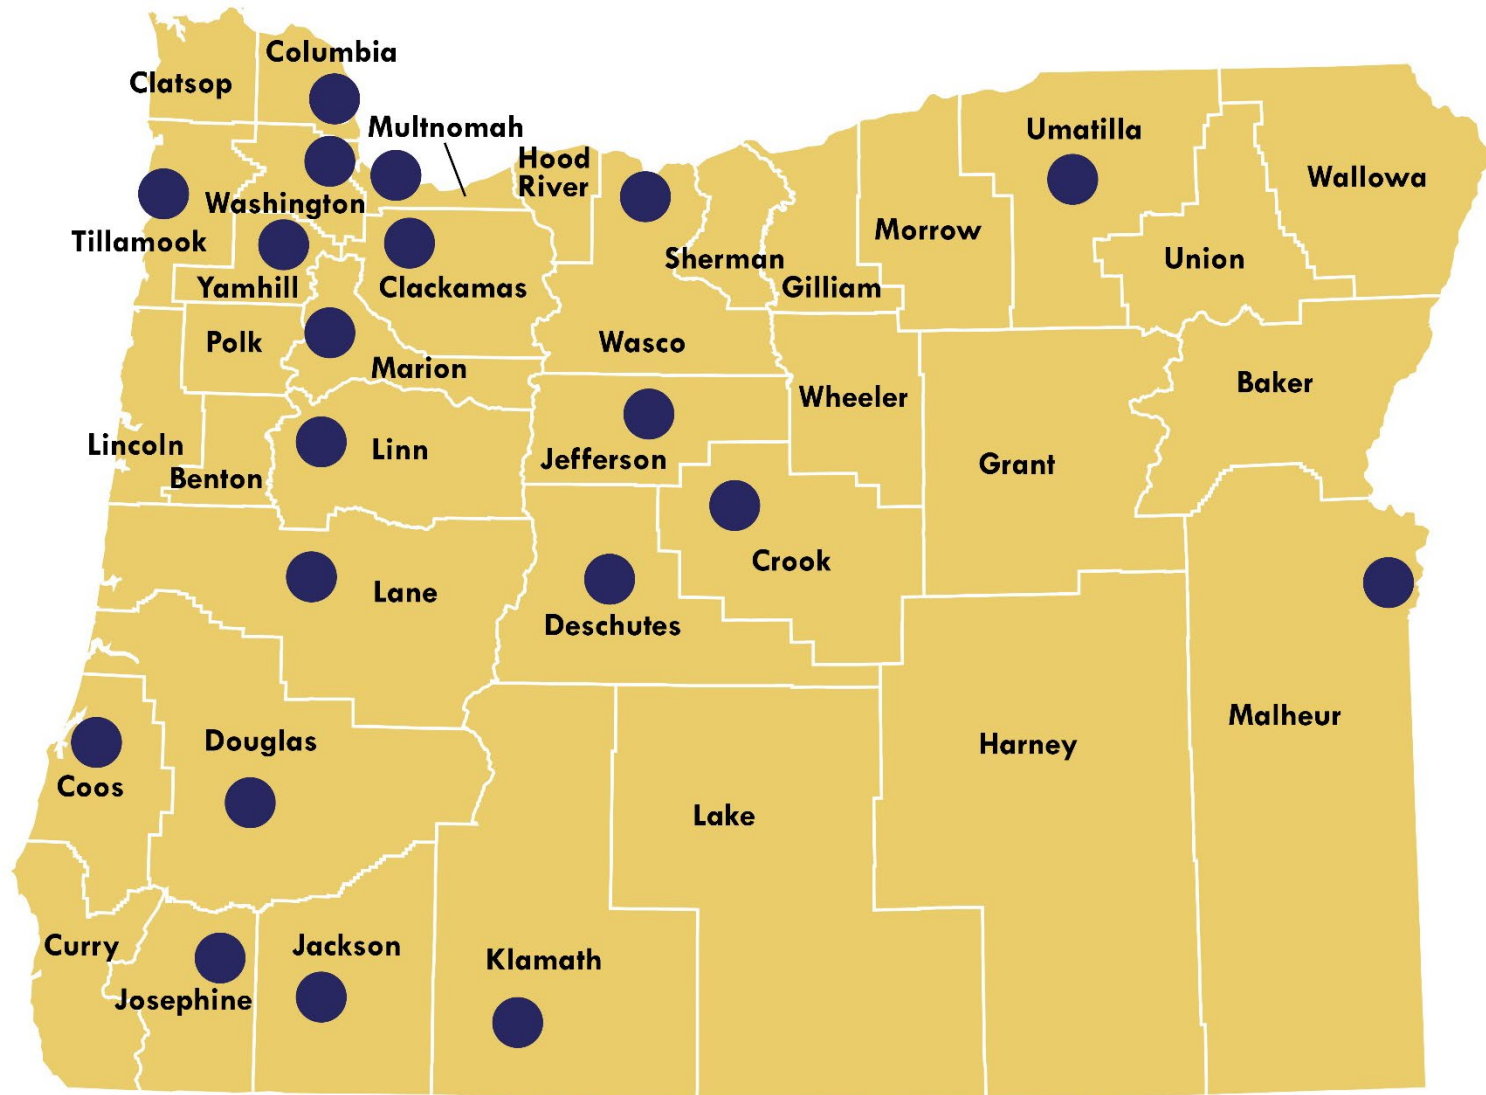 Columbia
Clatsop
Multnomah
Hood
River
Umatilla
Wallowa
Washington
Tillamook
Morrow
Sherman
Union
Yamhill
Clackamas
Gilliam
Polk
Wasco
Marion
Baker
Wheeler
Lincoln
Linn
Jefferson
Grant
Benton
Crook
Lane
Deschutes
Malheur
Douglas
Harney
Coos
Lake
Curry
Jackson
Klamath
Josephine